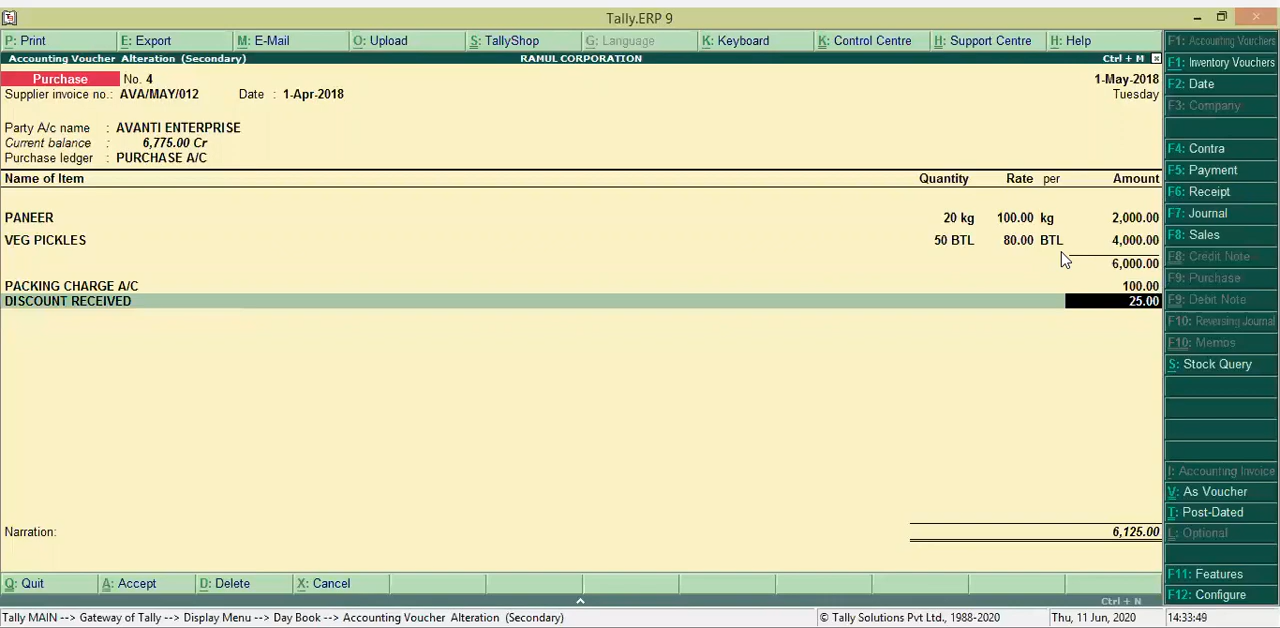 Tally.ERP 9
P: Print E: Export M: E-Mail O: Upload S: TallyShop G: Language K: Keyboard K: Control Centre H: Support Centre H: Help
Accounting Voucher Alteration (Secondary) RAMUL CORPORATION Ctrl + M
Purchase No. 4 1-May-2018
Supplier invoice no.: AVA/MAY/012 Date : 1-Apr-2018 Tuesday
Party A/c name : AVANTI ENTERPRISE
Current balance : 6,775.00 Cr
Purchase ledger : PURCHASE A/C
Name of Item Quantity Rate per Amount
PANEER 20 kg 100.00 kg 2,000.00
VEG PICKLES 50 BTL 80.00 BTL 4,000.00
6,000.00
PACKING CHARGE A/C 100.00
DISCOUNT RECEIVED 25.00
Narration: 6,125.00
Q: Quit A: Accept D: Delete X: Cancel
Ctrl + N
Tally MAIN --> Gateway of Tally --> Display Menu --> Day Book --> Accounting Voucher Alteration (Secondary) © Tally Solutions Pvt Ltd., 1988-2020 Thu, 11 Jun, 2020 14:33:49
F1: Accounting Vouchers
F1: Inventory Vouchers
F2: Date
F3: Company
F4: Contra
F5: Payment
F6: Receipt
F7: Journal
F8: Sales
F8: Credit Note
F9: Purchase
F9: Debit Note
F10: Reversing Journal
F10: Memos
S: Stock Query
I: Accounting Invoice
V: As Voucher
T: Post-Dated
L: Optional
F11: Features
F12: Configure